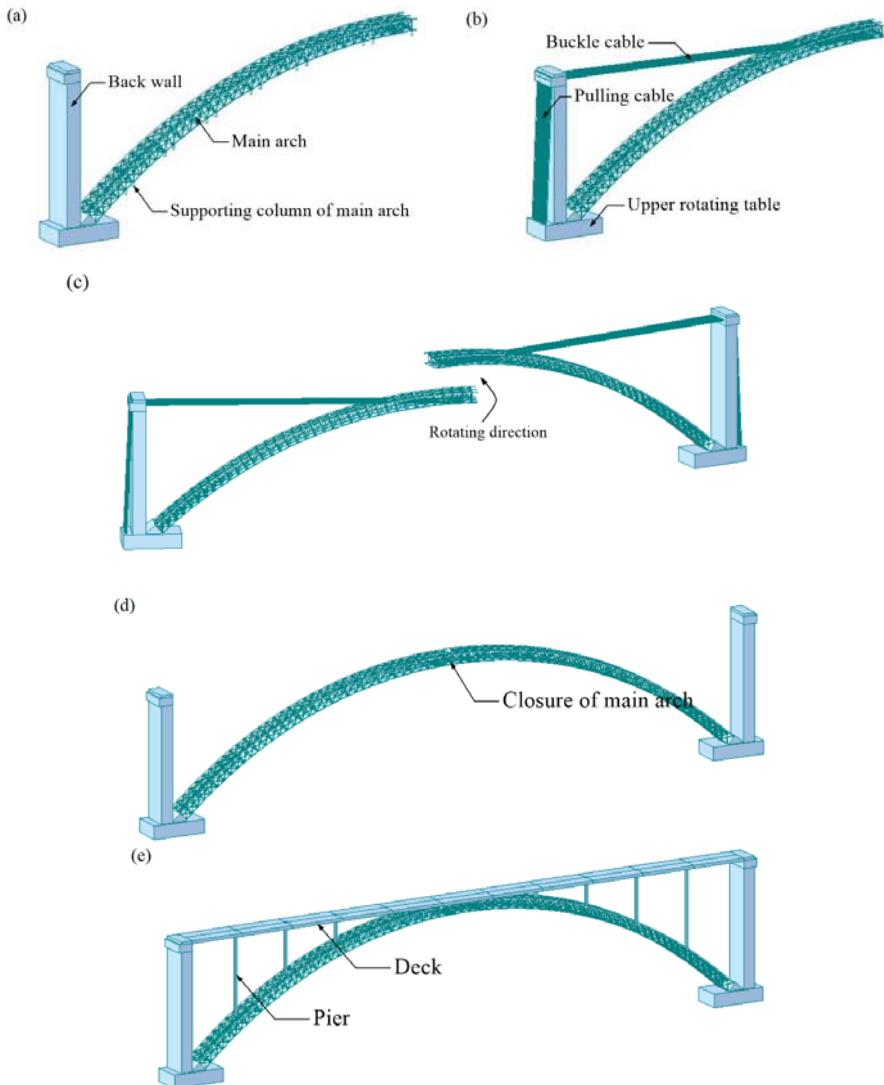 (a)
Back wall
Main arch
Supporting column of main arch
(b)
Buckle cable
Pulling cable
Upper rotating table
(c)
Rotating direction
(d)
Closure of main arch
(e)
Deck
Pier